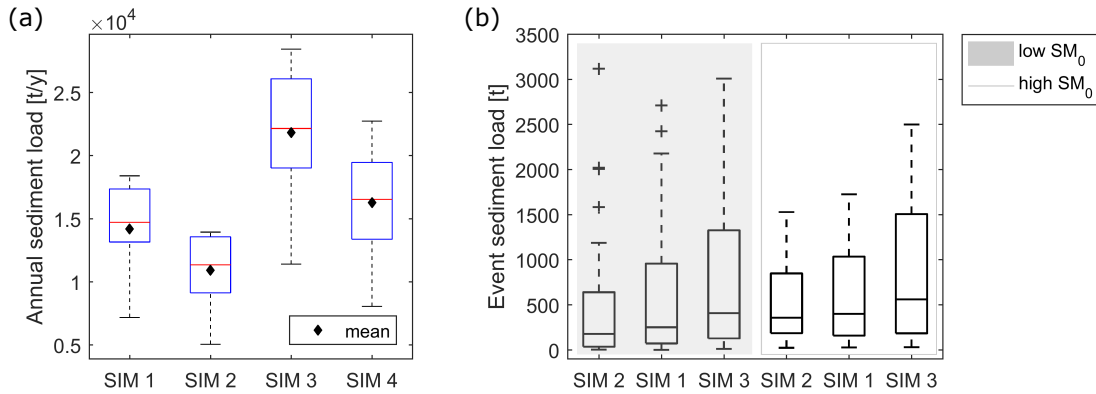 (a)
×10⁴
Annual sediment load [t/y]
2.5
2
1.5
1
0.5
SIM 1 SIM 2 SIM 3 SIM 4
mean
(b)
Event sediment load [t]
3500
3000
2500
2000
1500
1000
500
0
SIM 2 SIM 1 SIM 3 SIM 2 SIM 1 SIM 3
low SM₀
high SM₀